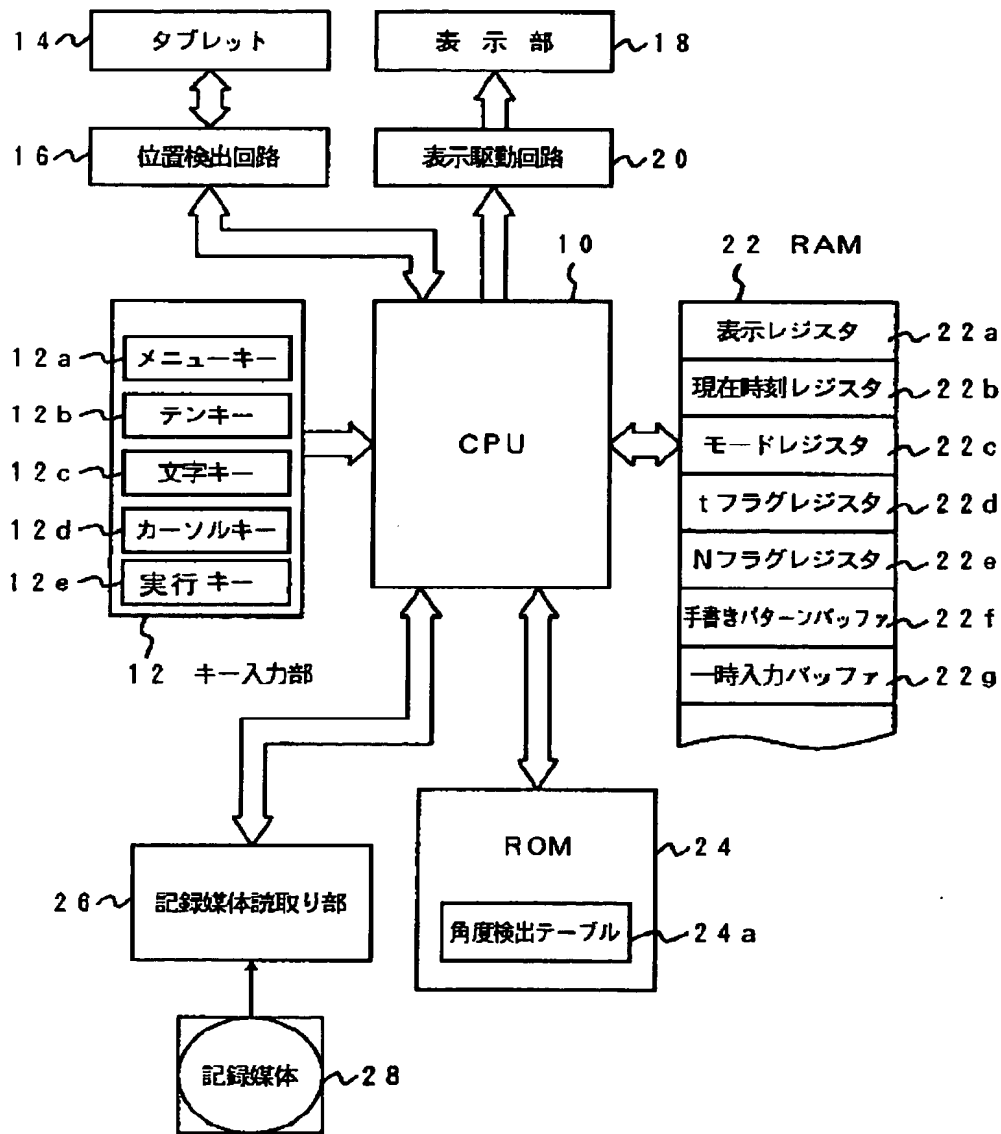 14 タブレット
表示部 18
16 位置検出回路
表示駆動回路 20
10
CPU
22 RAM
表示レジスタ 22a
現在時刻レジスタ 22b
モードレジスタ 22c
tフラグレジスタ 22d
Nフラグレジスタ 22e
手書きパターンバッファ 22f
一時入力バッファ 22g
12a メニューキー
12b テンキー
12c 文字キー
12d カーソルキー
12e 実行キー
12 キー入力部
ROM 24
角度検出テーブル 24a
26 記録媒体読取り部
記録媒体 28